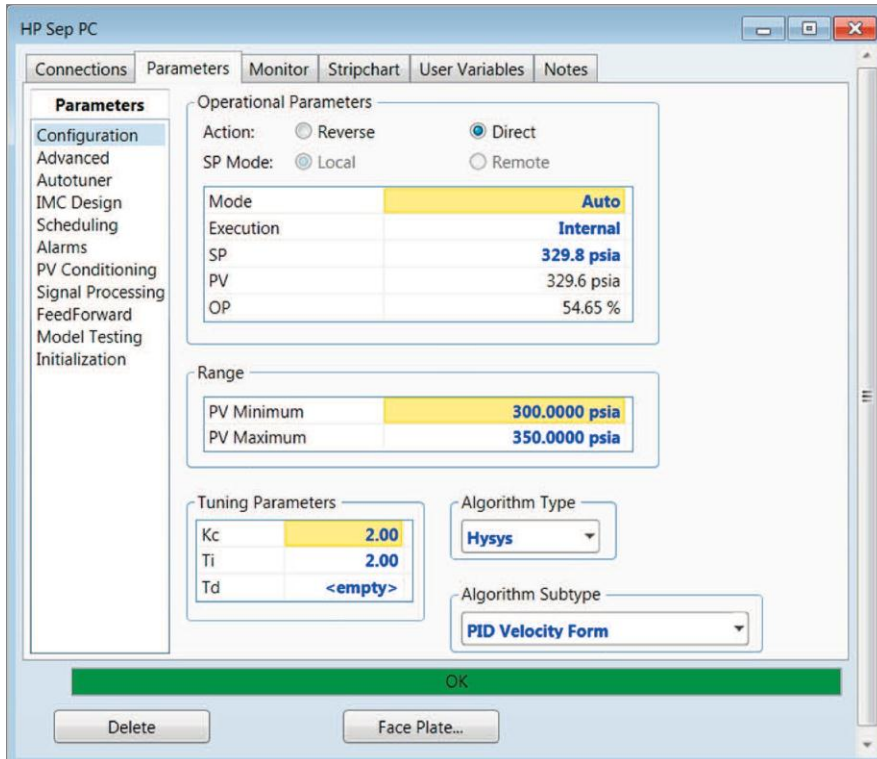 HP Sep PC
Connections Parameters Monitor Stripchart User Variables Notes
Parameters
Configuration
Advanced
Autotuner
IMC Design
Scheduling
Alarms
PV Conditioning
Signal Processing
FeedForward
Model Testing
Initialization
Operational Parameters
Action: Reverse Direct
SP Mode: Local Remote
Mode Auto
Execution Internal
SP 329.8 psia
PV 329.6 psia
OP 54.65 %
Range
PV Minimum 300.0000 psia
PV Maximum 350.0000 psia
Tuning Parameters
Kc 2.00
Ti 2.00
Td <empty>
Algorithm Type
Hysys
Algorithm Subtype
PID Velocity Form
OK
Delete Face Plate...